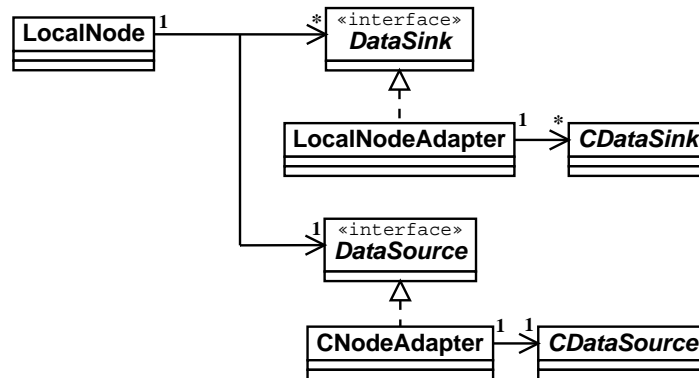 LocalNode
1
*
«interface»
DataSink
LocalNodeAdapter
1
*
CDataSink
1
«interface»
DataSource
CNodeAdapter
1
1
CDataSource